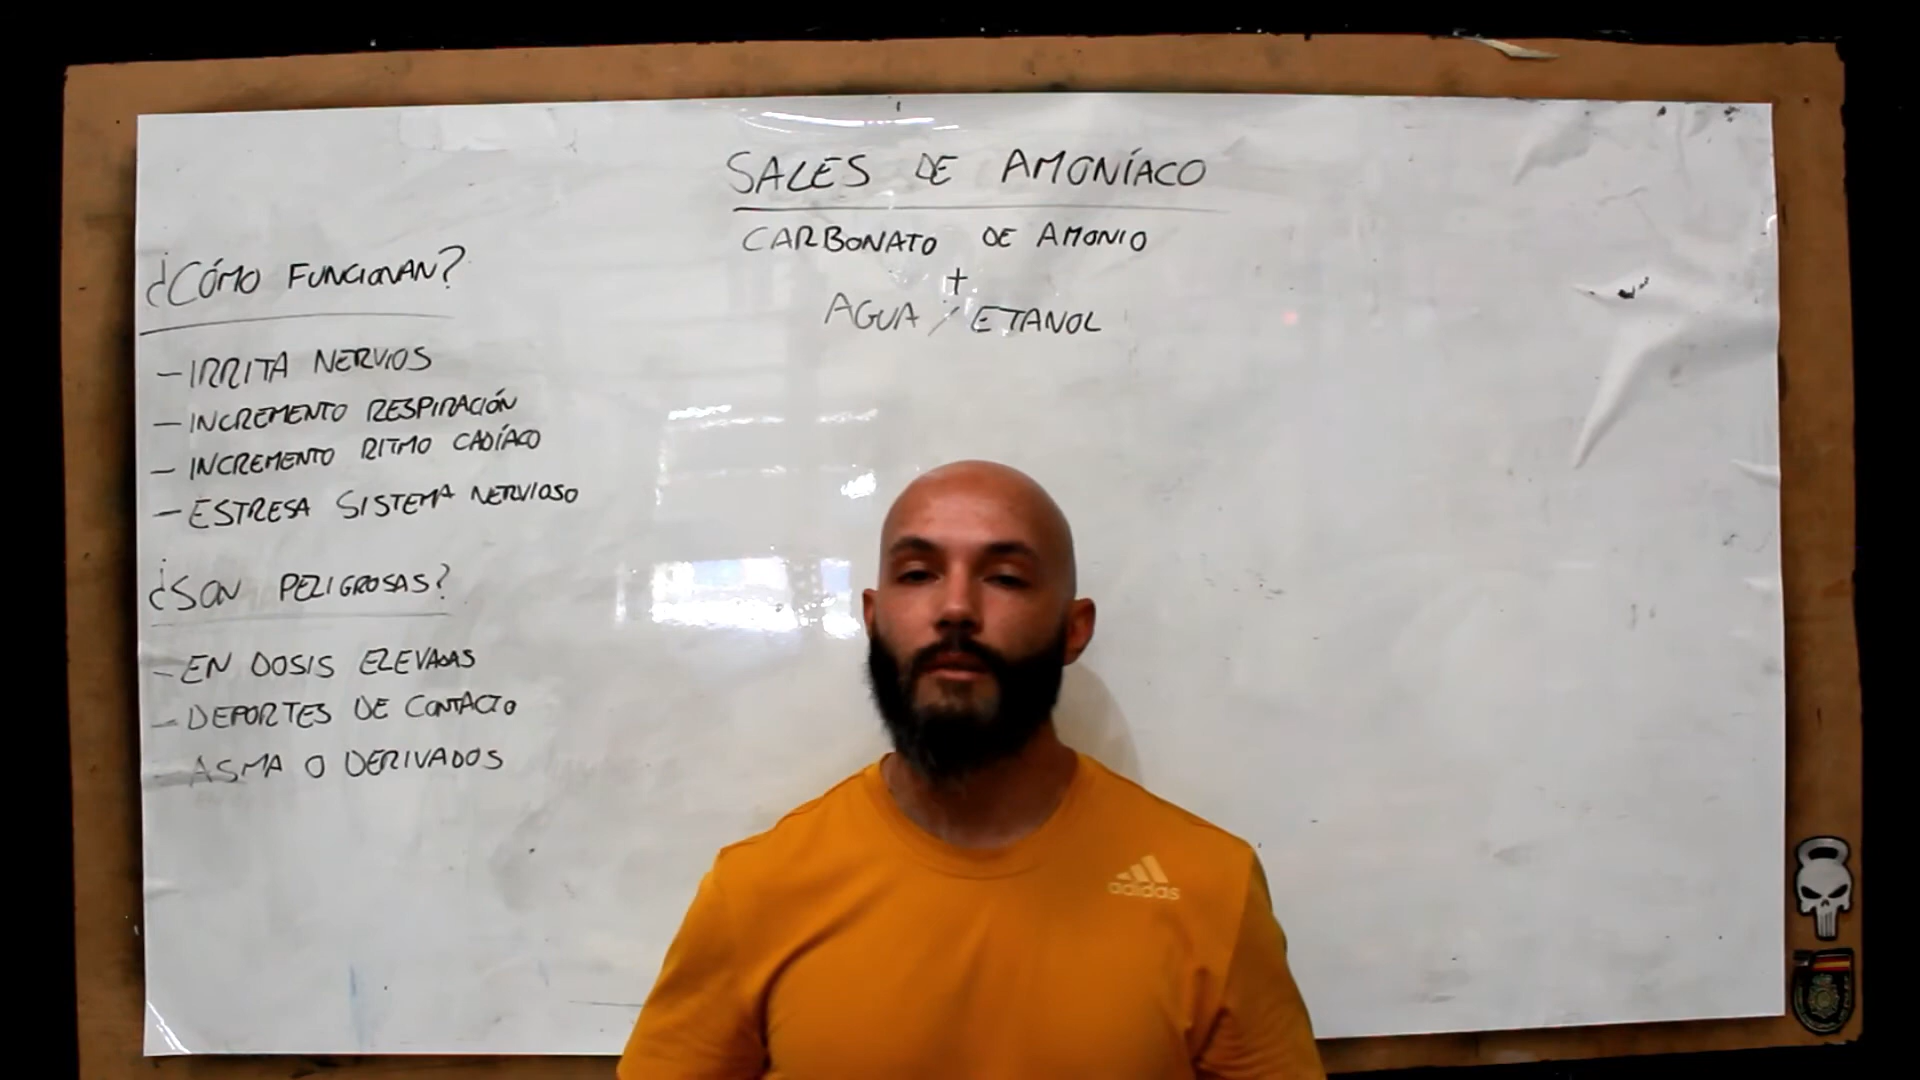 SALES DE AMONÍACO
CARBONATO DE AMONIO
+
AGUA / ETANOL
¿CÓMO FUNCIONAN?
- IRRITA NERVIOS
- INCREMENTO RESPIRACIÓN
- INCREMENTO RITMO CADÍACO
- ESTRESA SISTEMA NERVIOSO
¿SON PELIGROSAS?
- EN DOSIS ELEVADAS
- DEPORTES DE CONTACTO
- ASMA O DERIVADOS
adidas